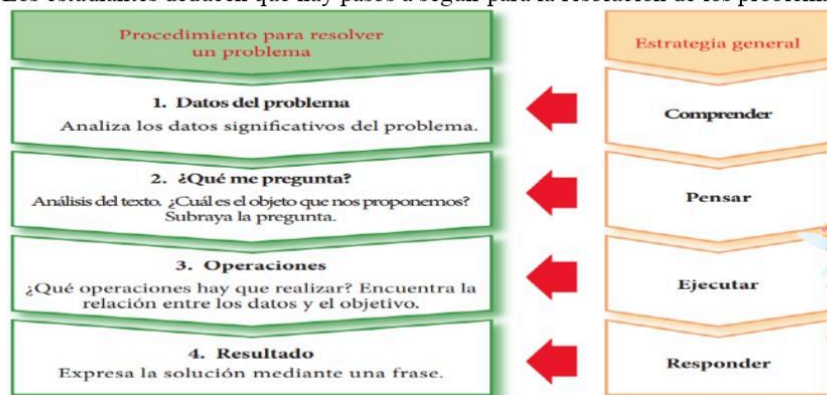 Procedimiento para resolver
un problema
1. Datos del problema
Analiza los datos significativos del problema.
2. ¿Qué me pregunta?
Análisis del texto. ¿Cuál es el objeto que nos proponemos?
Subraya la pregunta.
3. Operaciones
¿Qué operaciones hay que realizar? Encuentra la
relación entre los datos y el objetivo.
4. Resultado
Expresa la solución mediante una frase.
Estrategia general
Comprender
Pensar
Ejecutar
Responder